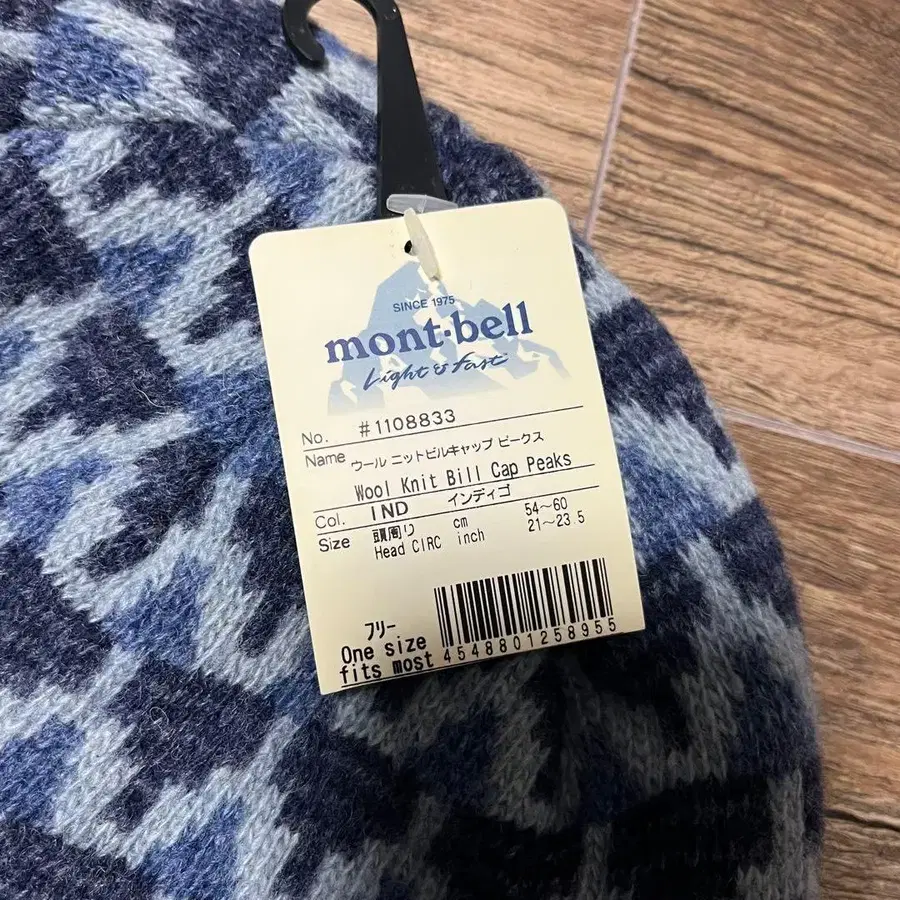 SINCE 1975
mont·bell
Light & Fast
No. #1108833
Name ウール ニットビルキャップ ピークス
Wool Knit Bill Cap Peaks
Col. IND インディゴ
Size 頭周り cm 54～60
Head CIRC inch 21～23.5
フリー
One size
fits most
4548801258955